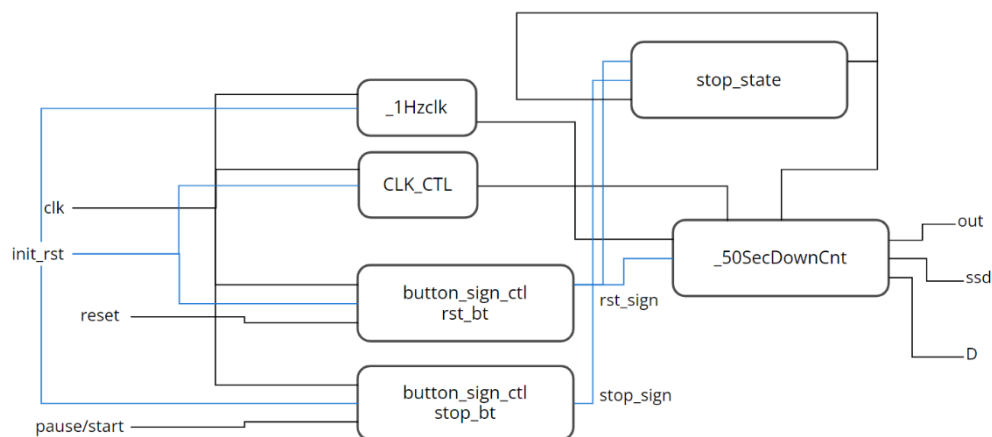 stop_state
_1Hzclk
CLK_CTL
clk
init_rst
_50SecDownCnt
out
ssd
D
button_sign_ctl
rst_bt
rst_sign
reset
button_sign_ctl
stop_bt
stop_sign
pause/start